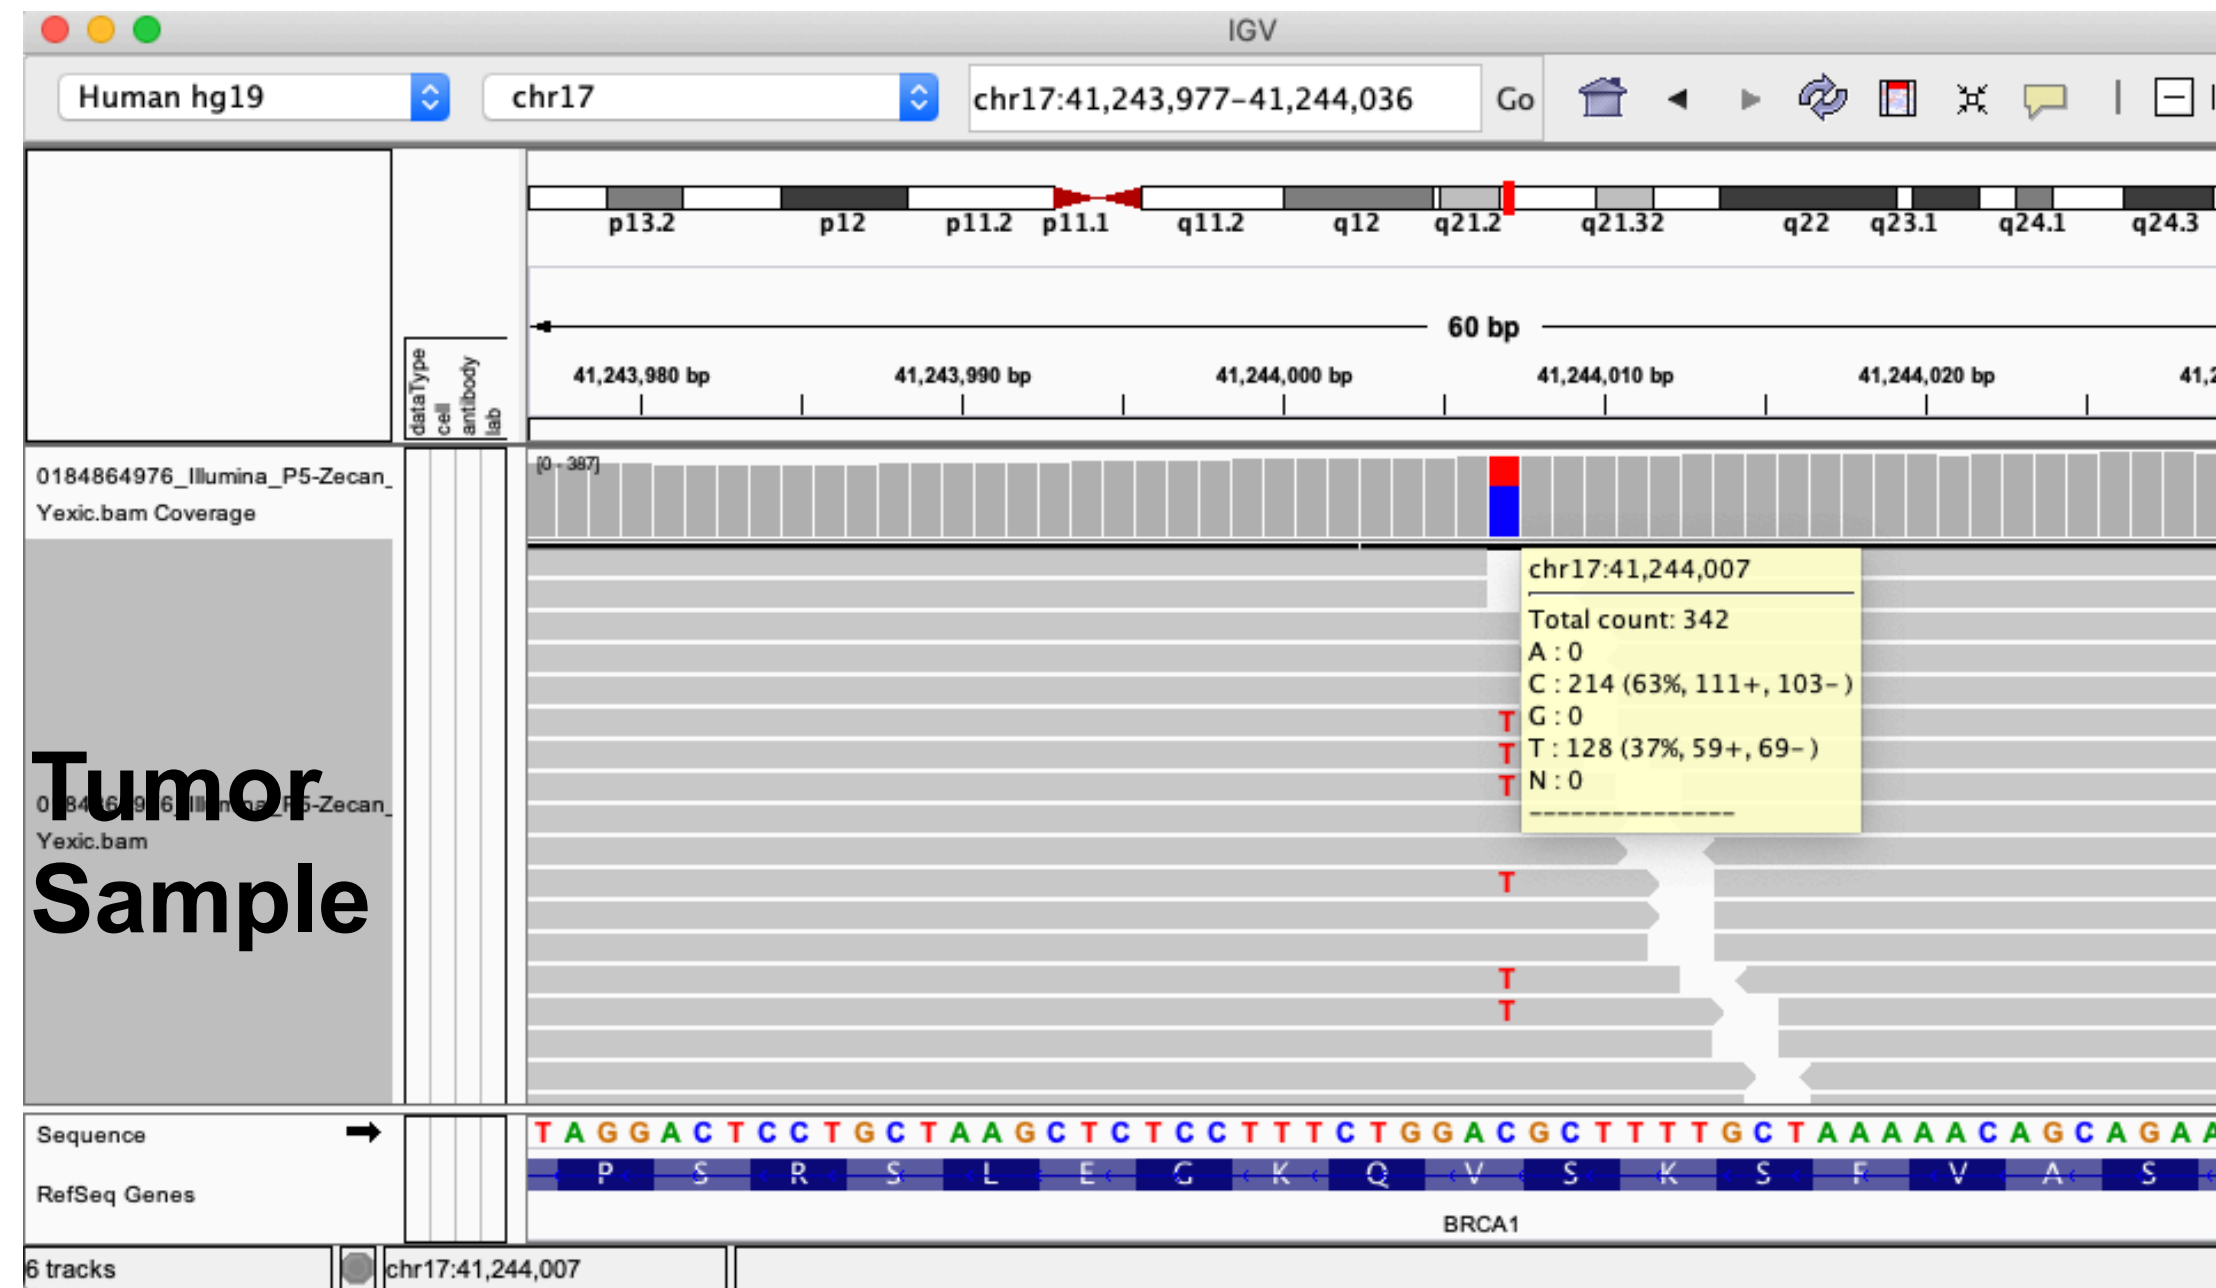 IGV
Human hg19 chr17 chr17:41,243,977-41,244,036 Go
p13.2 p12 p11.2 p11.1 q11.2 q12 q21.2 q21.32 q22 q23.1 q24.1 q24.3
60 bp
41,243,980 bp 41,243,990 bp 41,244,000 bp 41,244,010 bp 41,244,020 bp
dataType
cell
antibody
lab
[0 - 387]
0184864976_Illumina_P5-Zecan_
Yexic.bam Coverage
chr17:41,244,007
Total count: 342
A : 0
C : 214 (63%, 111+, 103- )
G : 0
T : 128 (37%, 59+, 69- )
N : 0
---------------
T
T
T
T
T
T
Tumor
Sample
Yexic.bam
Sequence
T A G G A C T C C T G C T A A G C T C T C C T T T C T G G A C G C T T T T G C T A A A A A C A G C A G A A
RefSeq Genes
P S R S L E G K Q V S K S F V A S
BRCA1
6 tracks chr17:41,244,007